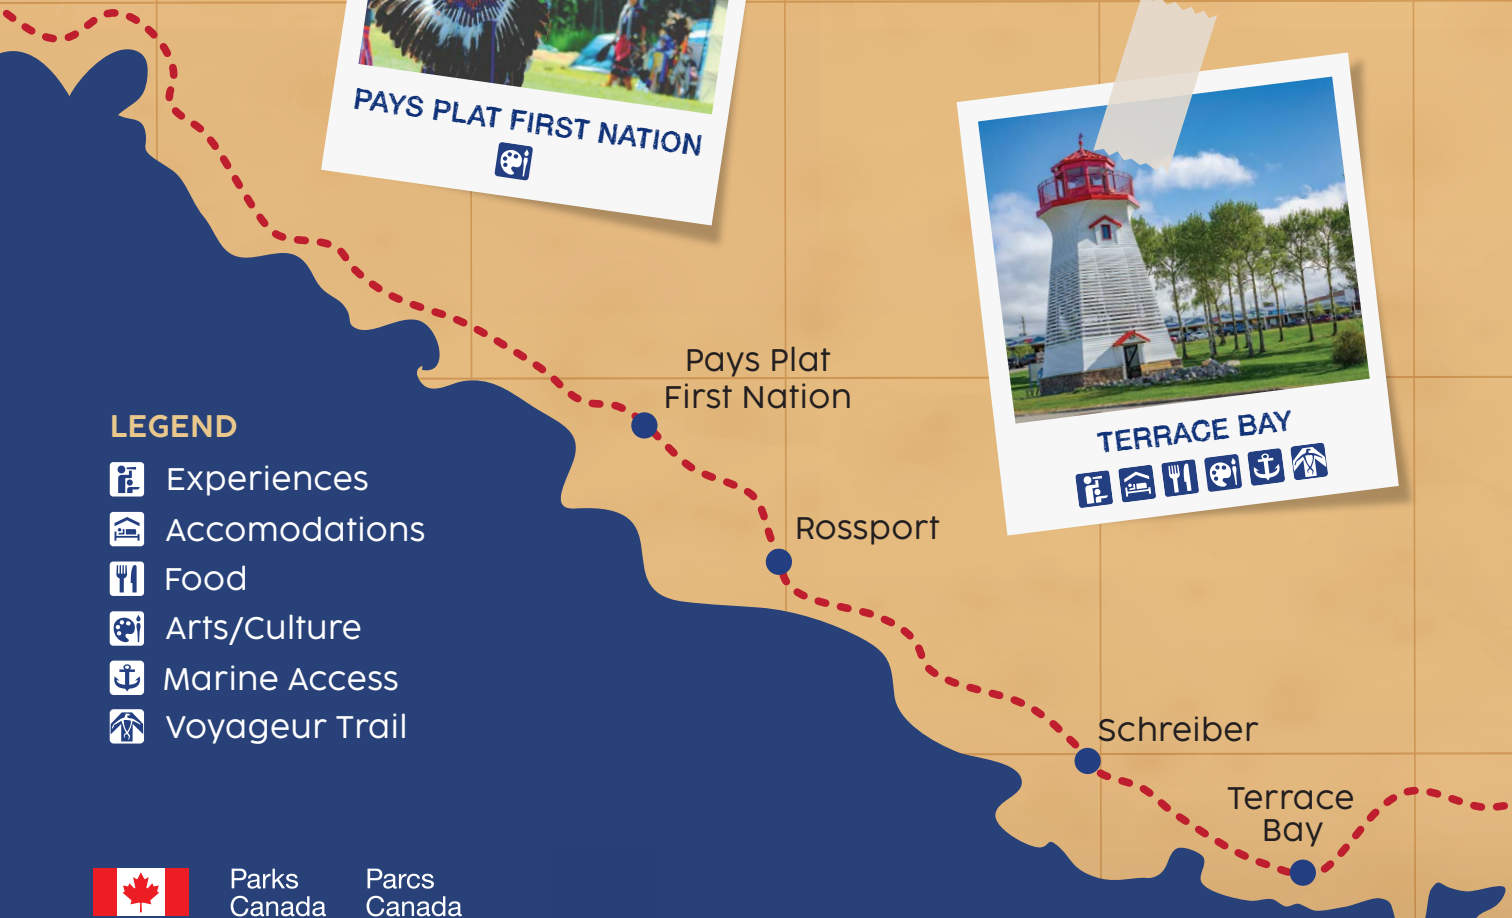 PAYS PLAT FIRST NATION
TERRACE BAY
Pays Plat
First Nation
Rossport
Schreiber
Terrace
Bay
LEGEND
Experiences
Accomodations
Food
Arts/Culture
Marine Access
Voyageur Trail
Parks
Canada
Parcs
Canada